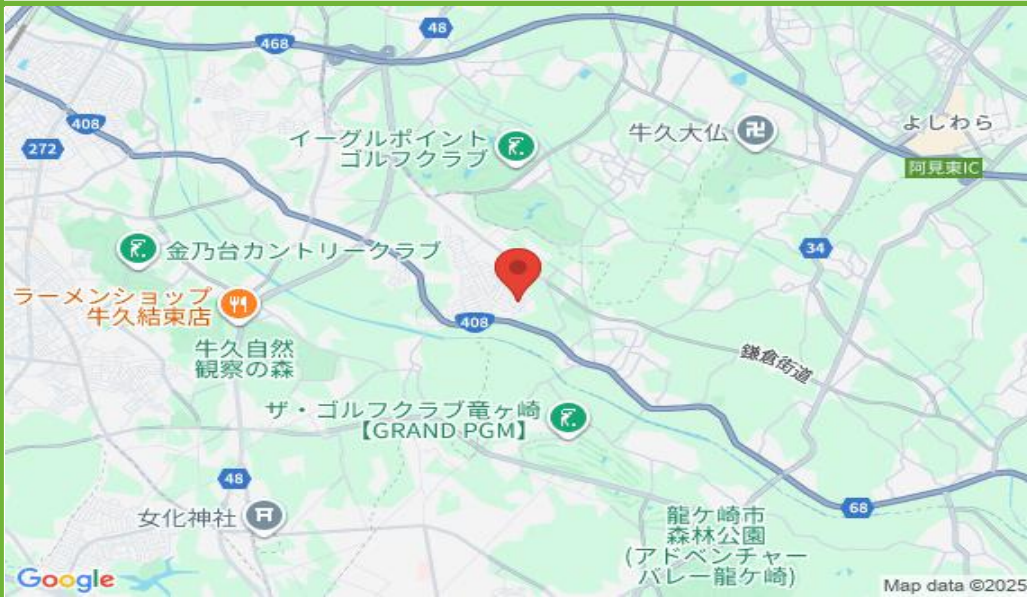 48
468
408
272
イーグルポイント
ゴルフクラブ
牛久大仏
よしわら
阿見東IC
金乃台カントリークラブ
34
ラーメンショップ
牛久結束店
408
牛久自然
観察の森
鎌倉街道
ザ・ゴルフクラブ竜ケ崎
【GRAND PGM】
48
68
女化神社
龍ケ崎市
森林公園
(アドベンチャー
バレー龍ケ崎)
Google
Map data ©2025